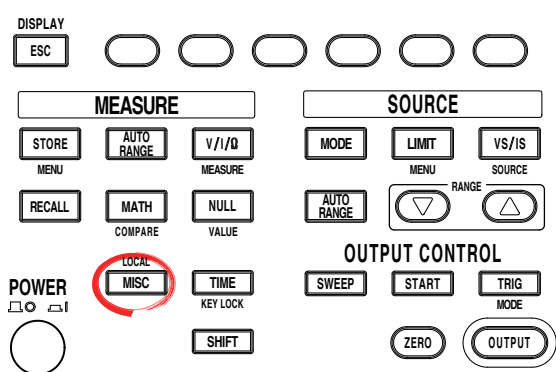 DISPLAY
ESC
MEASURE
SOURCE
STORE
AUTO
RANGE
V/I/Ω
MODE
LIMIT
VS/IS
MENU
MEASURE
MENU
SOURCE
RANGE
RECALL
MATH
NULL
AUTO
RANGE
COMPARE
VALUE
OUTPUT CONTROL
LOCAL
POWER
MISC
TIME
SWEEP
START
TRIG
KEY LOCK
MODE
SHIFT
ZERO
OUTPUT